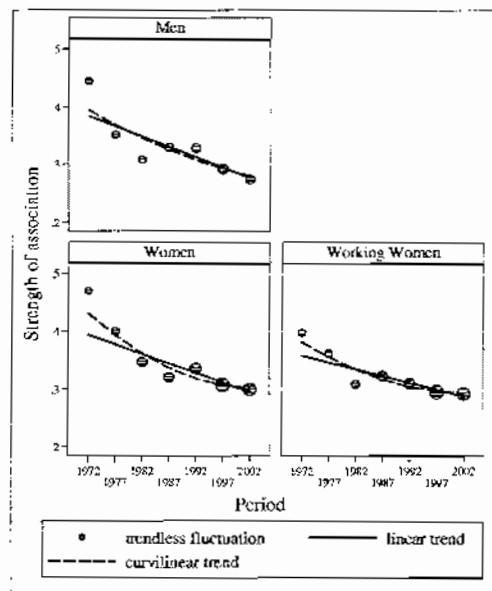 Men
.5
.4
.3
.2
Women
Working Women
.5
.4
.3
.2
Strength of association
1972 1982 1992 2002
1977 1987 1997
1972 1982 1992 2002
1977 1987 1997
Period
trendless fluctuation linear trend
curvilinear trend